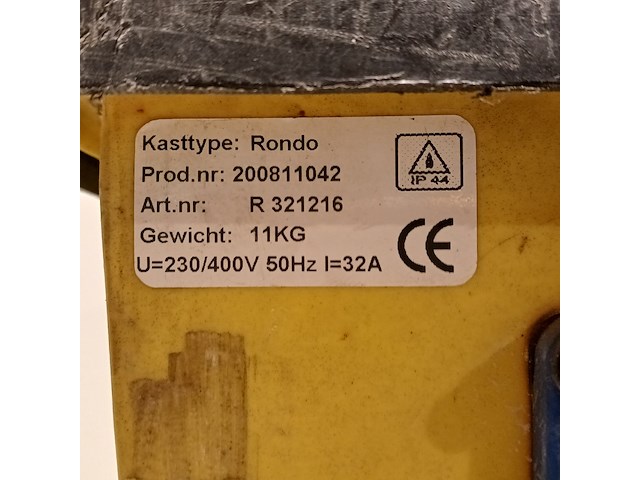 Kasttype: Rondo
Prod.nr: 200811042
Art.nr: R 321216
Gewicht: 11KG
U=230/400V 50Hz I=32A
IP 44
CE